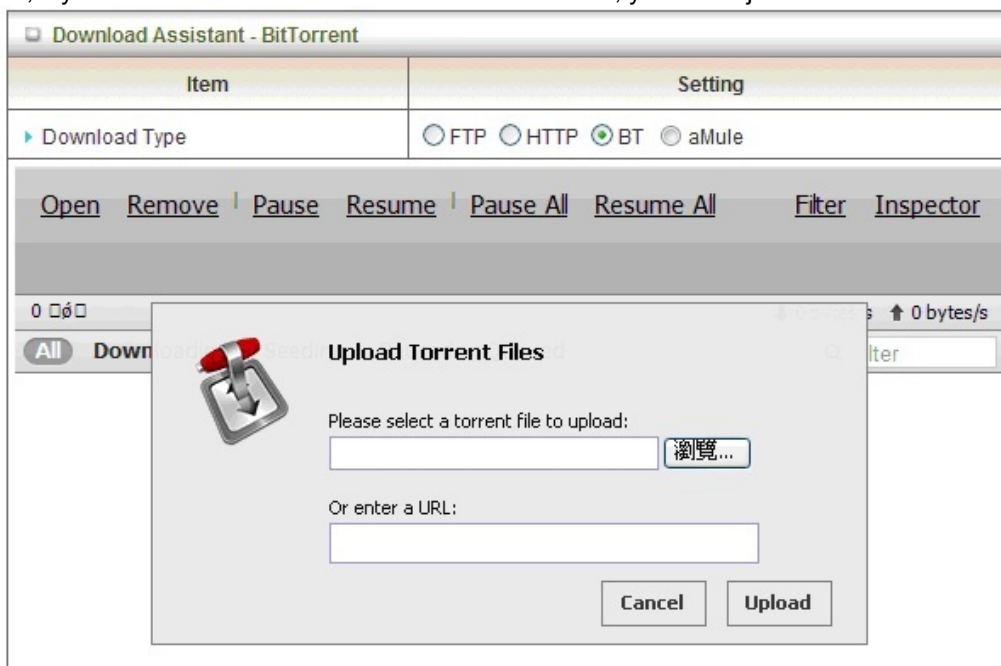 Download Assistant - BitTorrent
Item Setting
Download Type FTP HTTP BT aMule
Open Remove Pause Resume Pause All Resume All Filter Inspector
0 bytes/s
All Down
Upload Torrent Files
Please select a torrent file to upload:
瀏覽...
Or enter a URL:
Cancel Upload